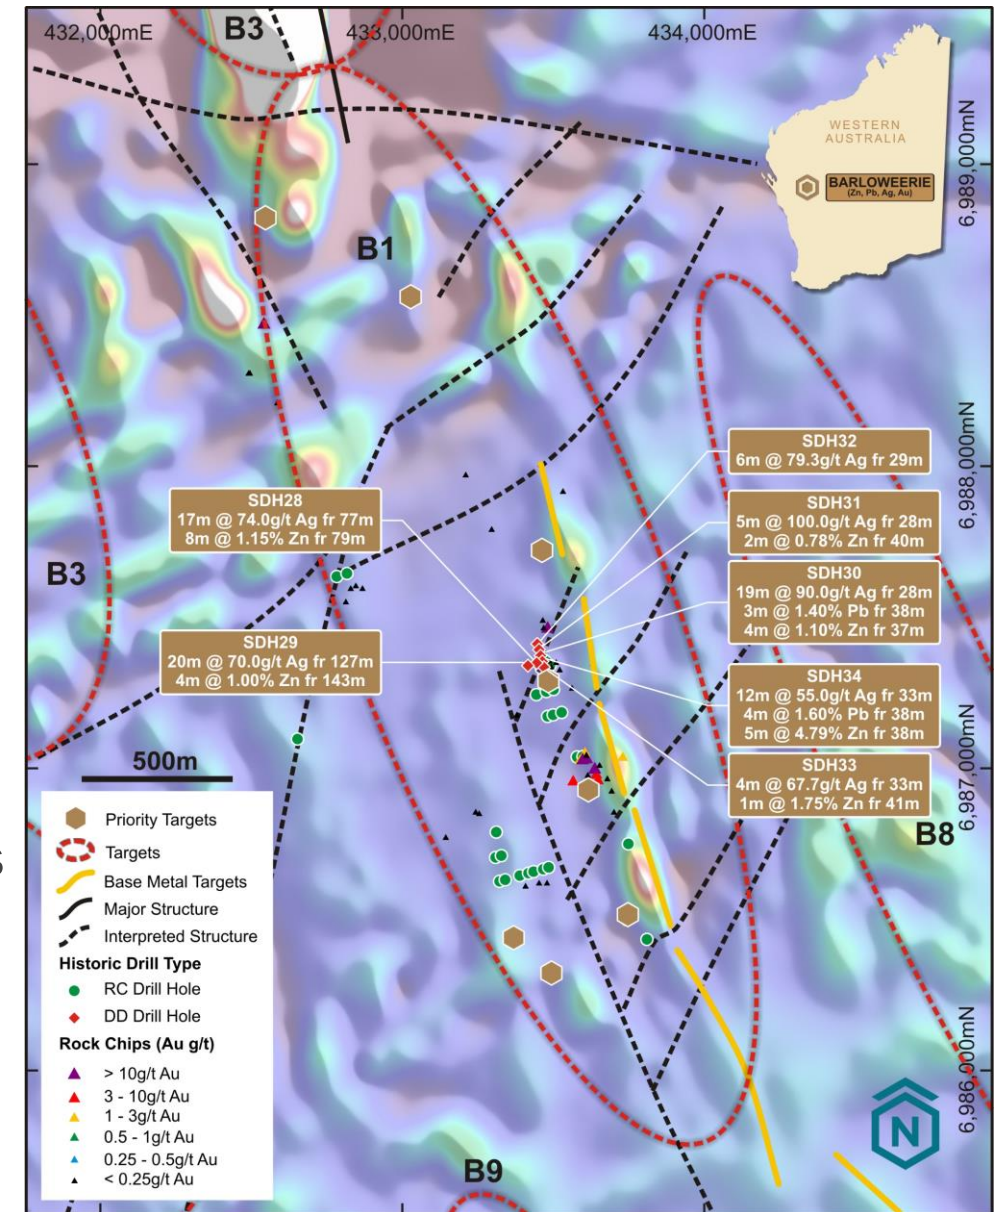 432,000mE
B3
433,000mE
434,000mE
WESTERN
AUSTRALIA
BARLOWEERIE
(Zn, Pb, Ag, Au)
6,989,000mN
B1
6,988,000mN
SDH32
6m @ 79.3g/t Ag fr 29m
SDH28
17m @ 74.0g/t Ag fr 77m
8m @ 1.15% Zn fr 79m
SDH31
5m @ 100.0g/t Ag fr 28m
2m @ 0.78% Zn fr 40m
B3
SDH30
19m @ 90.0g/t Ag fr 28m
3m @ 1.40% Pb fr 38m
4m @ 1.10% Zn fr 37m
SDH29
20m @ 70.0g/t Ag fr 127m
4m @ 1.00% Zn fr 143m
SDH34
12m @ 55.0g/t Ag fr 33m
4m @ 1.60% Pb fr 38m
5m @ 4.79% Zn fr 38m
6,987,000mN
500m
SDH33
4m @ 67.7g/t Ag fr 33m
1m @ 1.75% Zn fr 41m
B8
S
Priority Targets
Targets
Base Metal Targets
Major Structure
Interpreted Structure
Historic Drill Type
RC Drill Hole
DD Drill Hole
Rock Chips (Au g/t)
> 10g/t Au
3 - 10g/t Au
1 - 3g/t Au
0.5 - 1g/t Au
0.25 - 0.5g/t Au
< 0.25g/t Au
6,986,000mN
N
B9